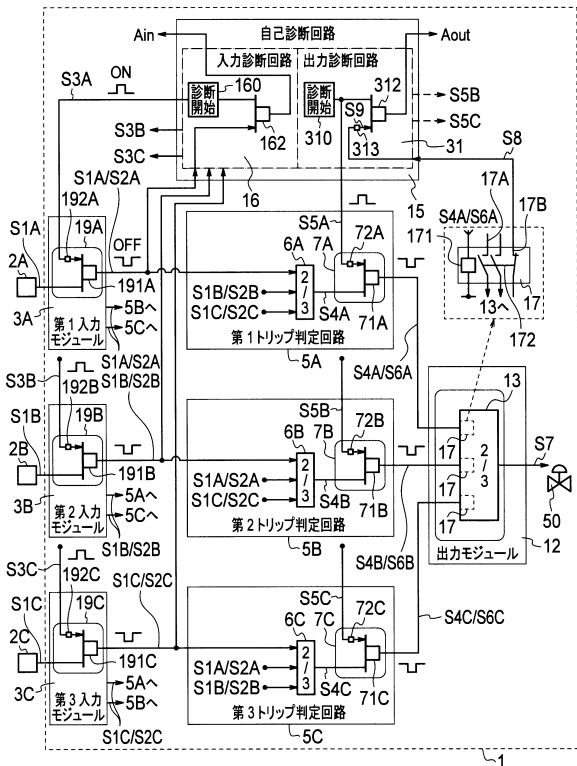 Ain
自己診断回路
Aout
入力診断回路
出力診断回路
S3A
ON
160
診断開始
162
診断開始
310
S9
312
313
S5B
S5C
S3B
S3C
16
31
15
S8
S1A/S2A
192A
19A
OFF
S1A
2A
191A
3A
第1入力モジュール
5Bへ
5Cへ
S1A/S2A
S5A
6A
7A
72A
2/3
S1B/S2B
S1C/S2C
S4A
71A
第1トリップ判定回路
5A
S4A/S6A
17A
17B
171
17
13へ
172
S4A/S6A
S3B
192B
19B
S1B/S2B
S1B
2B
191B
3B
第2入力モジュール
5Aへ
5Cへ
S1B/S2B
S5B
6B
7B
72B
2/3
S1A/S2A
S1C/S2C
S4B
71B
第2トリップ判定回路
5B
S4B/S6B
13
17
17
17
2/3
S7
50
出力モジュール
12
S3C
192C
19C
S1C/S2C
S1C
2C
191C
3C
第3入力モジュール
5Aへ
5Bへ
S1C/S2C
S5C
6C
7C
72C
2/3
S1A/S2A
S1B/S2B
S4C
71C
第3トリップ判定回路
5C
S4C/S6C
1